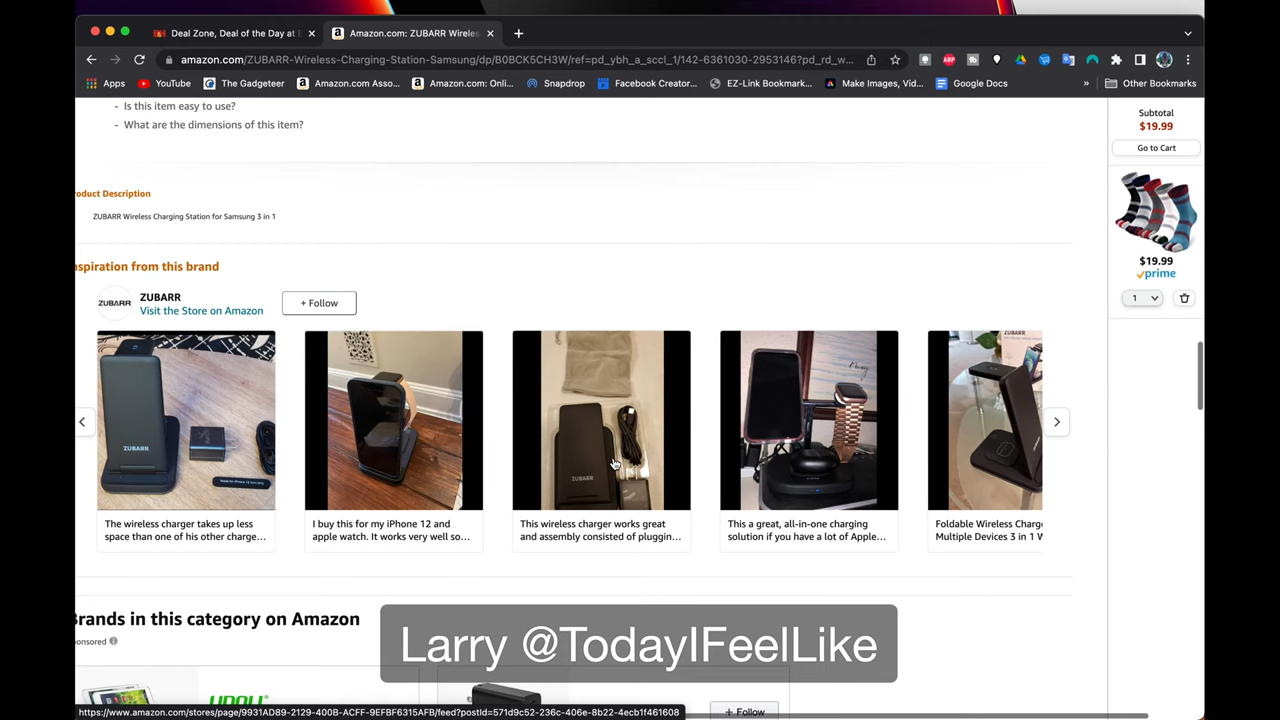 Deal Zone, Deal of the Day at
Amazon.com: ZUBARR Wireles
amazon.com/ZUBARR-Wireless-Charging-Station-Samsung/dp/B0BCK5CH3W/ref=pd_ybh_a_sccl_1/142-6361030-2953146?pd_rd_w...
Apps
YouTube
The Gadgeteer
Amazon.com Asso...
Amazon.com: Onli...
Snapdrop
Facebook Creator...
EZ-Link Bookmark...
Make Images, Vid...
Google Docs
»
Other Bookmarks
- Is this item easy to use?
- What are the dimensions of this item?
Subtotal
$19.99
Go to Cart
$19.99
prime
1
oduct Description
ZUBARR Wireless Charging Station for Samsung 3 in 1
nspiration from this brand
ZUBARR
ZUBARR
Visit the Store on Amazon
+ Follow
ZUBARR
ZUBARR
The wireless charger takes up less
space than one of his other charge...
I buy this for my iPhone 12 and
apple watch. It works very well so...
This wireless charger works great
and assembly consisted of pluggin...
This a great, all-in-one charging
solution if you have a lot of Apple...
Foldable Wireless Charg
Multiple Devices 3 in 1 W
Brands in this category on Amazon
ponsored
Larry @TodayIFeelLike
+ Follow
https://www.amazon.com/stores/page/9931AD89-2129-400B-ACFF-9EFBF6315AFB/feed?postId=571d9c52-236c-406e-8b22-4ecb1f461608